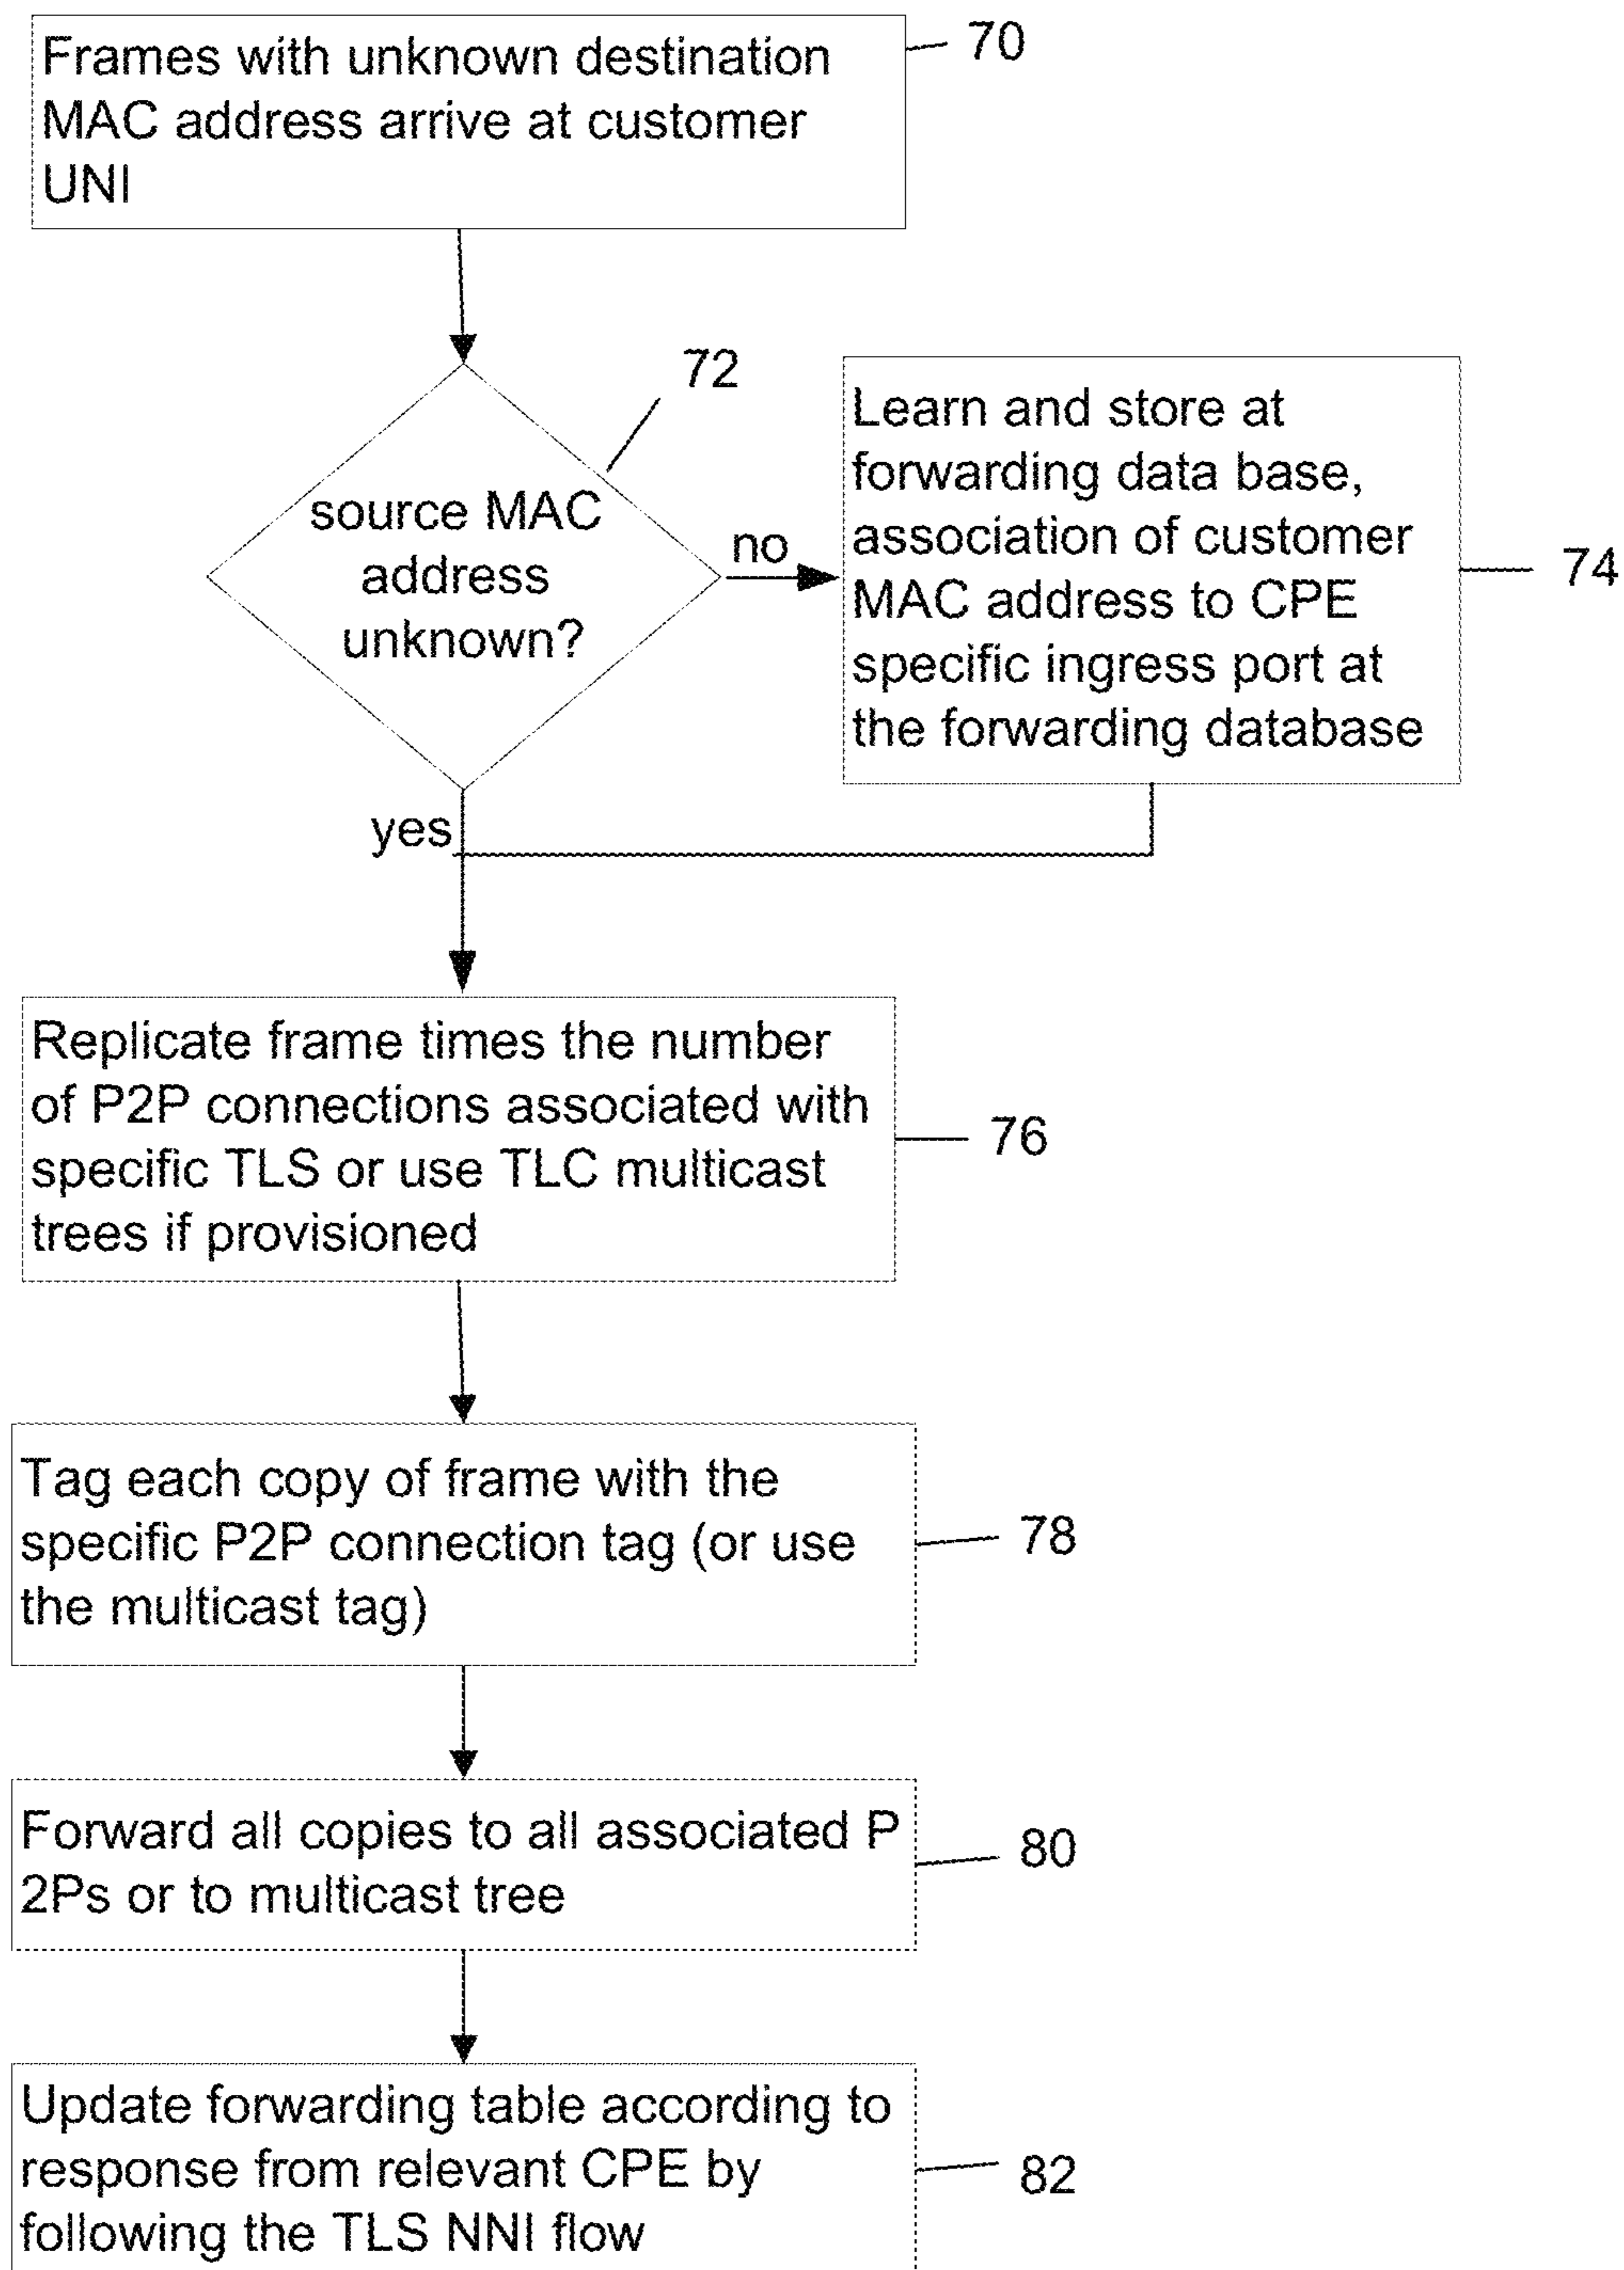 Frames with unknown destination
MAC address arrive at customer
UNI
70
72
source MAC
address
unknown?
no
yes
Learn and store at
forwarding data base,
association of customer
MAC address to CPE
specific ingress port at
the forwarding database
74
Replicate frame times the number
of P2P connections associated with
specific TLS or use TLC multicast
trees if provisioned
76
Tag each copy of frame with the
specific P2P connection tag (or use
the multicast tag)
78
Forward all copies to all associated P
2Ps or to multicast tree
80
Update forwarding table according to
response from relevant CPE by
following the TLS NNI flow
82